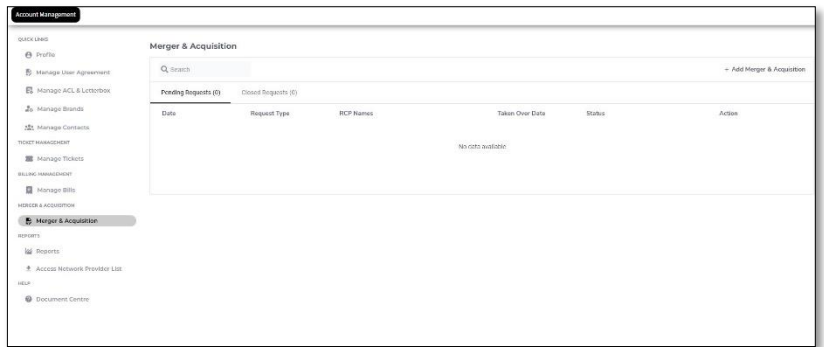 Account Management
QUICK LINKS
Profile
Manage User Agreement
Manage ACL & Letterbox
Manage Brands
Manage Contacts
TICKET MANAGEMENT
Manage Tickets
BILLING MANAGEMENT
Manage Bills
MERGER & ACQUISITION
Merger & Acquisition
REPORTS
Reports
Access Network Provider List
HELP
Document Centre
Merger & Acquisition
Search
+ Add Merger & Acquisition
Pending Requests (0) Closed Requests (0)
Date Request Type RCP Names Taken Over Date Status Action
No data available